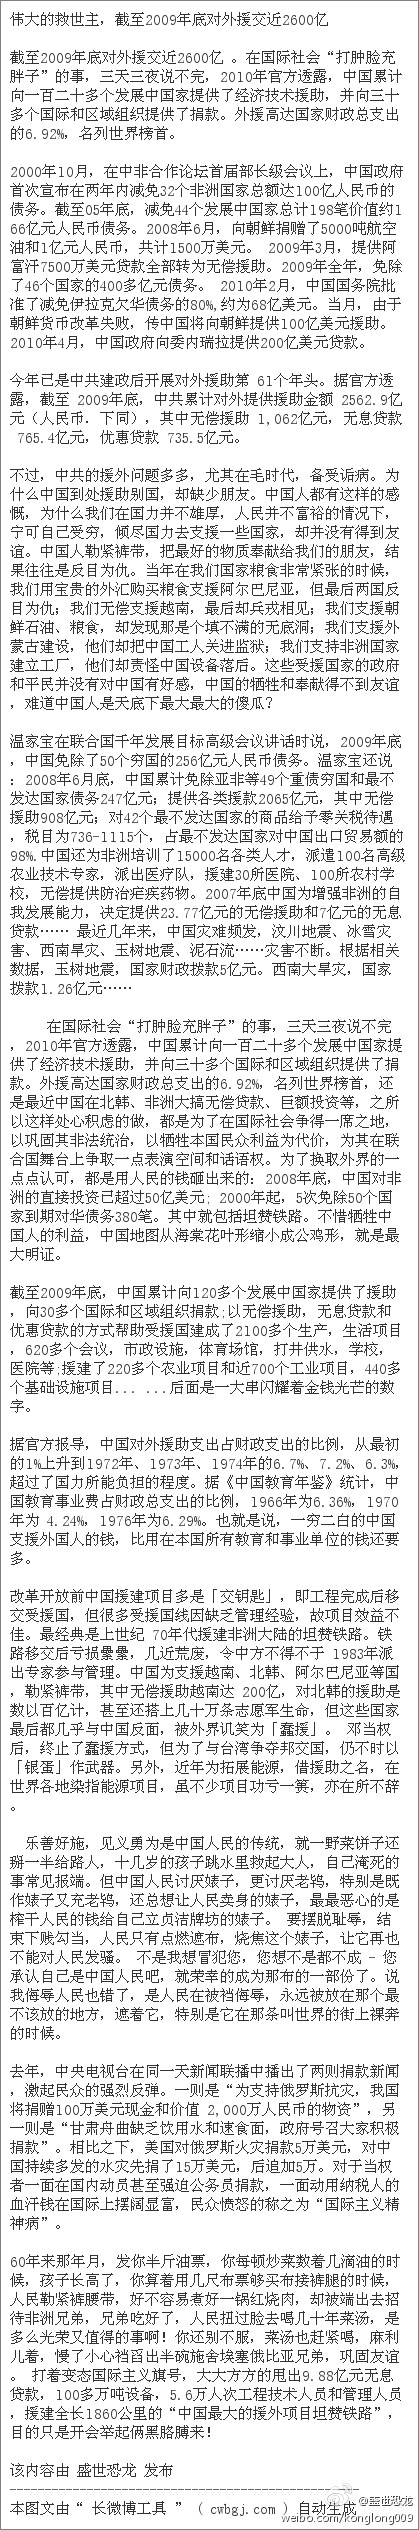 伟大的救世主，截至2009年底对外援交近2600亿
截至2009年底对外援交近2600亿 。在国际社会“打肿脸充
胖子”的事，三天三夜说不完，2010年官方透露，中国累计
向一百二十多个发展中国家提供了经济技术援助，并向三十
多个国际和区域组织提供了捐款。外援高达国家财政总支出
的6.92%，名列世界榜首。
2000年10月，在中非合作论坛首届部长级会议上，中国政府
首次宣布在两年内减免32个非洲国家总额达100亿人民币的
债务。截至05年底，减免44个发展中国家总计198笔价值约1
66亿元人民币债务。2008年6月，向朝鲜捐赠了5000吨航空
油和1亿元人民币，共计1500万美元。 2009年3月，提供阿
富汗7500万美元贷款全部转为无偿援助。2009年全年，免除
了46个国家的400多亿元债务。 2010年2月，中国国务院批
准了减免伊拉克欠华债务的80%,约为68亿美元。当月，由于
朝鲜货币改革失败，传中国将向朝鲜提供100亿美元援助。
2010年4月，中国政府向委内瑞拉提供200亿美元贷款。
今年已是中共建政后开展对外援助第 61个年头。据官方透
露，截至 2009年底，中共累计对外提供援助金额 2562.9亿
元（人民币．下同），其中无偿援助 1,062亿元，无息贷款
765.4亿元，优惠贷款 735.5亿元。
不过，中共的援外问题多多，尤其在毛时代，备受诟病。为
什么中国到处援助别国，却缺少朋友。中国人都有这样的感
慨，为什么我们在国力并不雄厚，人民并不富裕的情况下，
宁可自己受穷，倾尽国力去支援一些国家，却并没有得到友
谊。中国人勒紧裤带，把最好的物质奉献给我们的朋友，结
果往往是反目为仇。当年在我们国家粮食非常紧张的时候，
我们用宝贵的外汇购买粮食支援阿尔巴尼亚，但最后两国反
目为仇；我们无偿支援越南，最后却兵戎相见；我们支援朝
鲜石油、粮食，却发现那是个填不满的无底洞；我们支援外
蒙古建设，他们却把中国工人关进监狱；我们支持非洲国家
建立工厂，他们却责怪中国设备落后。这些受援国家的政府
和平民并没有对中国有好感，中国的牺牲和奉献得不到友谊
，难道中国人是天底下最大最大的傻瓜？
温家宝在联合国千年发展目标高级会议讲话时说，2009年底
，中国免除了50个穷国的256亿元人民币债务。温家宝还说
：2008年6月底，中国累计免除亚非等49个重债穷国和最不
发达国家债务247亿元；提供各类援款2065亿元，其中无偿
援助908亿元；对42个最不发达国家的商品给予零关税待遇
，税目为736-1115个，占最不发达国家对中国出口贸易额的
98%.中国还为非洲培训了15000名各类人才，派遣100名高级
农业技术专家，派出医疗队，援建30所医院、100所农村学
校，无偿提供防治疟疾药物。2007年底中国为增强非洲的自
我发展能力，决定提供23.77亿元的无偿援助和7亿元的无息
贷款…… 最近几年来，中国灾难频发，汶川地震、冰雪灾
害、西南旱灾、玉树地震、泥石流……灾害不断。根据相关
数据，玉树地震，国家财政拨款5亿元。西南大旱灾，国家
拨款1.26亿元……
在国际社会“打肿脸充胖子”的事，三天三夜说不完
，2010年官方透露，中国累计向一百二十多个发展中国家提
供了经济技术援助，并向三十多个国际和区域组织提供了捐
款。外援高达国家财政总支出的6.92%，名列世界榜首，还
是最近中国在北韩、非洲大搞无偿贷款、巨额投资等，之所
以这样处心积虑的做，都是为了在国际社会争得一席之地，
以巩固其非法统治，以牺牲本国民众利益为代价，为其在联
合国舞台上争取一点表演空间和话语权。为了换取外界的一
点点认可，都是用人民的钱砸出来的：2008年底，中国对非
洲的直接投资已超过50亿美元; 2000年起，5次免除50个国
家到期对华债务380笔。其中就包括坦赞铁路。不惜牺牲中
国人的利益，中国地图从海棠花叶形缩小成公鸡形，就是最
大明证。
截至2009年底，中国累计向120多个发展中国家提供了援助
，向30多个国际和区域组织捐款;以无偿援助，无息贷款和
优惠贷款的方式帮助受援国建成了2100多个生产，生活项目
，620多个会议，市政设施，体育场馆，打井供水，学校，
医院等;援建了220多个农业项目和近700个工业项目，440多
个基础设施项目... ...后面是一大串闪耀着金钱光芒的数
字。
据官方报导，中国对外援助支出占财政支出的比例，从最初
的1%上升到1972年、1973年、1974年的6.7%、7.2%、6.3%，
超过了国力所能负担的程度。据《中国教育年鉴》统计，中
国教育事业费占财政总支出的比例，1966年为6.36%，1970
年为 4.24%，1976年为6.29%。也就是说，一穷二白的中国
支援外国人的钱，比用在本国所有教育和事业单位的钱还要
多。
改革开放前中国援建项目多是「交钥匙」，即工程完成后移
交受援国，但很多受援国线因缺乏管理经验，故项目效益不
佳。最经典是上世纪 70年代援建非洲大陆的坦赞铁路。铁
路移交后亏损叠叠，几近荒废，令中方不得不于 1983年派
出专家参与管理。中国为支援越南、北韩、阿尔巴尼亚等国
，勒紧裤带，其中无偿援助越南达 200亿，对北韩的援助是
数以百亿计，甚至还搭上几十万条志愿军生命，但这些国家
最后都几乎与中国反面，被外界讥笑为「蠢援」。 邓当权
后，终止了蠢援方式，但为了与台湾争夺邦交国，仍不时以
「银蛋」作武器。另外，近年为拓展能源，借援助之名，在
世界各地染指能源项目，虽不少项目功亏一篑，亦在所不辞
。
乐善好施，见义勇为是中国人民的传统，就一野菜饼子还
掰一半给路人，十几岁的孩子跳水里救起大人，自己淹死的
事常见报端。但中国人讨厌婊子，更讨厌老鸨，特别是既
作婊子又充老鸨，还总想让人民卖身的婊子，最最恶心的是
榨干人民的钱给自己立贞洁牌坊的婊子。 要摆脱耻辱，结
束下贱勾当，人民只有点燃遮布，烧焦这个婊子，让它再也
不能对人民发骚。 不是我想冒犯您，您想不是都不成 - 您
承认自己是中国人民吧，就荣幸的成为那布的一部份了。说
我侮辱人民也错了，是人民在被裆侮辱，永远被放在那个最
不该放的地方，遮着它，特别是它在那条叫世界的街上裸奔
的时候。
去年，中央电视台在同一天新闻联播中播出了两则捐款新闻
，激起民众的强烈反弹。一则是“为支持俄罗斯抗灾，我国
将捐赠100万美元现金和价值 2,000万人民币的物资”，另
一则是“甘肃舟曲缺乏饮用水和速食面，政府号召大家积极
捐款”。相比之下，美国对俄罗斯火灾捐款5万美元，对中
国持续多发的水灾先捐了15万美元，后追加5万。对于当权
者一面在国内动员甚至强迫公务员捐款，一面动用纳税人的
血汗钱在国际上摆阔显富，民众愤怒的称之为“国际主义精
神病”。
60年来那年月，发你半斤油票，你每顿炒菜数着几滴油的时
候，孩子长高了，你算着用几尺布票够买布接裤腿的时候，
人民勒紧裤腰带，好不容易煮好一锅红烧肉，却被端出去招
待非洲兄弟，兄弟吃好了，人民扭过脸去喝几十年菜汤，是
多么光荣又值得的事啊！你还别不服，菜汤也赶紧喝，麻利
儿着，慢了小心裆舀出半碗施舍埃塞俄比亚兄弟，巩固友谊
。 打着变态国际主义旗号，大大方方的甩出9.88亿元无息
贷款，100多万吨设备，5.6万人次工程技术人员和管理人员
，援建全长1860公里的“中国最大的援外项目坦赞铁路”，
目的只是开会举起俩黑胳膊来！
该内容由 盛世恐龙 发布
本图文由“ 长微博工具 ” ( cwbgj.com ) 自动生成
@盛世恐龙
weibo.com/konglong009